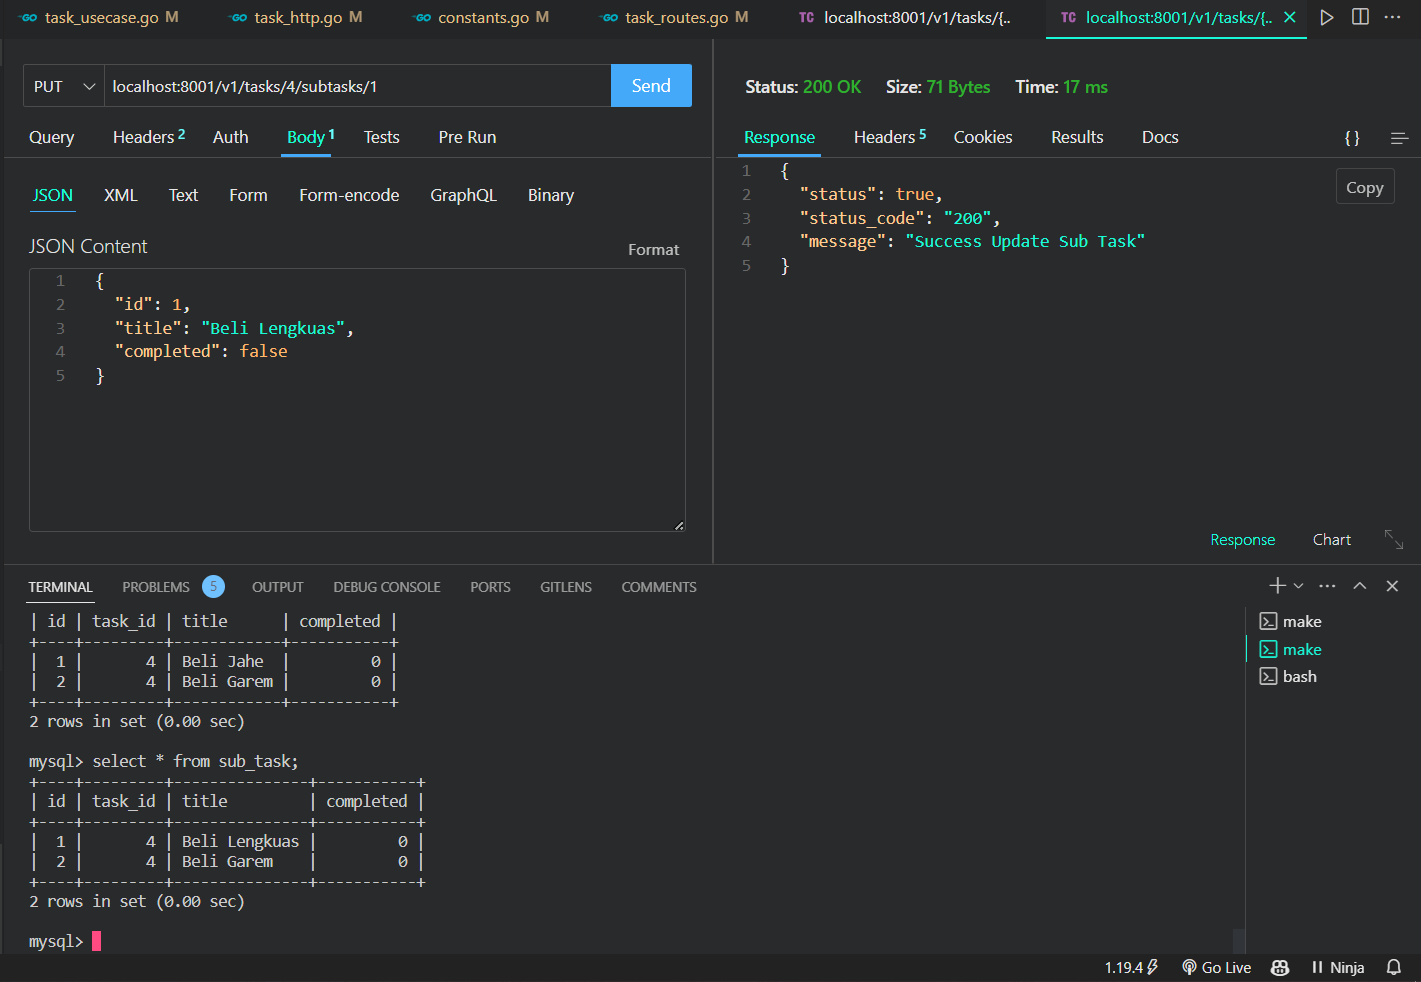 GO task_usecase.go M GO task_http.go M GO constants.go M GO task_routes.go M TC localhost:8001/v1/tasks/{.. TC localhost:8001/v1/tasks/{..
PUT localhost:8001/v1/tasks/4/subtasks/1 Send
Query Headers 2 Auth Body 1 Tests Pre Run
JSON XML Text Form Form-encode GraphQL Binary
JSON Content Format
1 {
2 "id": 1,
3 "title": "Beli Lengkuas",
4 "completed": false
5 }
Status: 200 OK Size: 71 Bytes Time: 17 ms
Response Headers 5 Cookies Results Docs { }
Copy
1 {
2 "status": true,
3 "status_code": "200",
4 "message": "Success Update Sub Task"
5 }
Response Chart
TERMINAL PROBLEMS 5 OUTPUT DEBUG CONSOLE PORTS GITLENS COMMENTS
| id | task_id | title      | completed |
+----+---------+------------+-----------+
|  1 |       4 | Beli Jahe  |         0 |
|  2 |       4 | Beli Garem |         0 |
+----+---------+------------+-----------+
2 rows in set (0.00 sec)
mysql> select * from sub_task;
+----+---------+---------------+-----------+
| id | task_id | title         | completed |
+----+---------+---------------+-----------+
|  1 |       4 | Beli Lengkuas |         0 |
|  2 |       4 | Beli Garem    |         0 |
+----+---------+---------------+-----------+
2 rows in set (0.00 sec)
mysql>
make
make
bash
1.19.4 Go Live Ninja